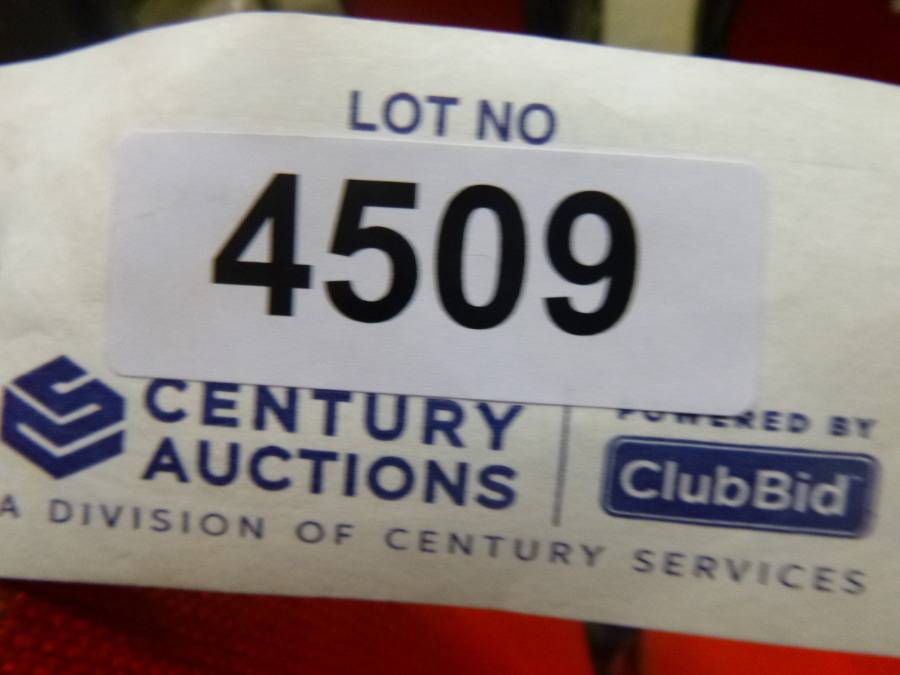 LOT NO
4509
CENTURY
AUCTIONS
A DIVISION OF CENTURY SERVICES
POWERED BY
ClubBid